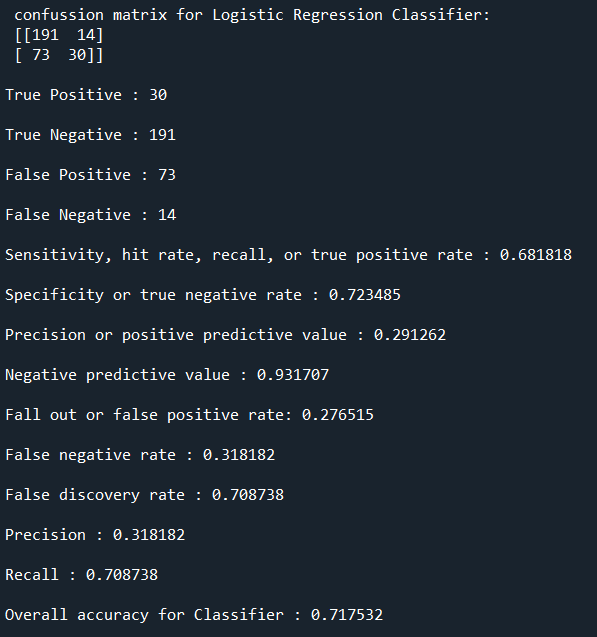 confussion matrix for Logistic Regression Classifier:
[[191  14]
[ 73  30]]
True Positive : 30
True Negative : 191
False Positive : 73
False Negative : 14
Sensitivity, hit rate, recall, or true positive rate : 0.681818
Specificity or true negative rate : 0.723485
Precision or positive predictive value : 0.291262
Negative predictive value : 0.931707
Fall out or false positive rate: 0.276515
False negative rate : 0.318182
False discovery rate : 0.708738
Precision : 0.318182
Recall : 0.708738
Overall accuracy for Classifier : 0.717532